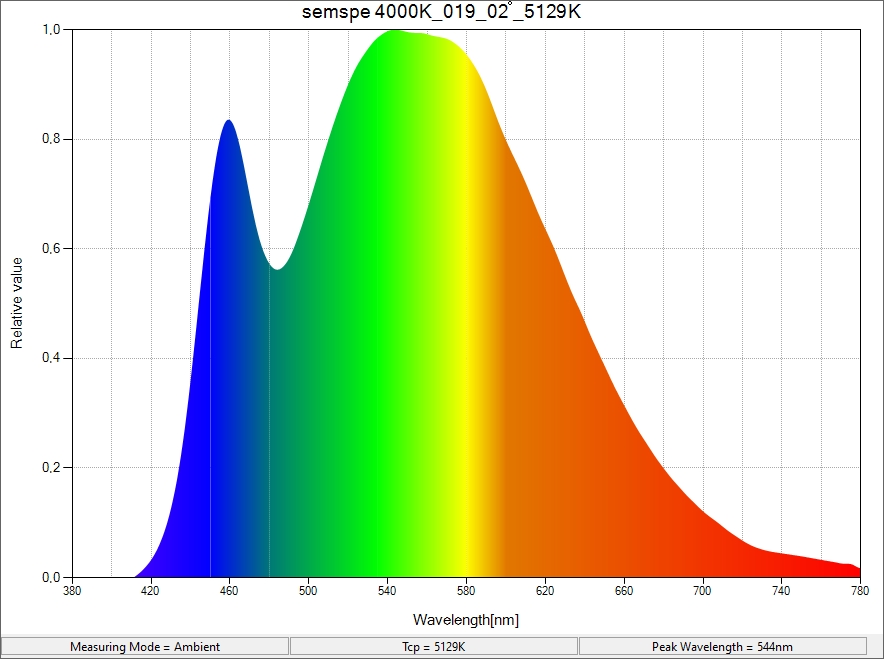 semspe 4000K_019_02°_5129K
1.0
0.8
0.6
0.4
0.2
0.0
Relative value
380 420 460 500 540 580 620 660 700 740 780
Wavelength[nm]
Measuring Mode = Ambient Tcp = 5129K Peak Wavelength = 544nm